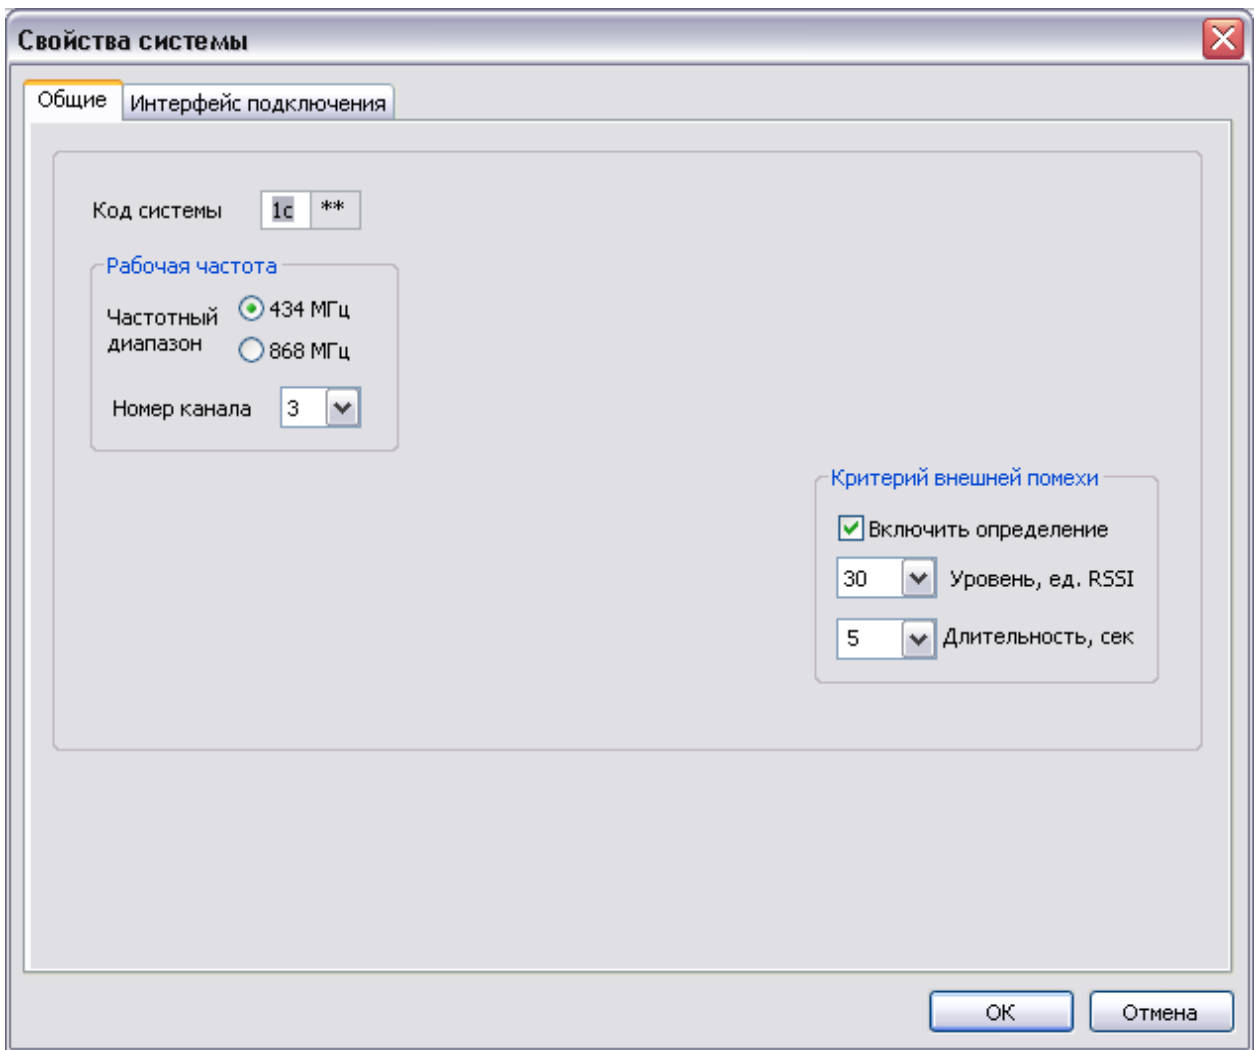 Свойства системы
Общие
Интерфейс подключения
Код системы 1c **
Рабочая частота
Частотный диапазон
434 МГц
868 МГц
Номер канала 3
Критерий внешней помехи
Включить определение
30 Уровень, ед. RSSI
5 Длительность, сек
ОК
Отмена